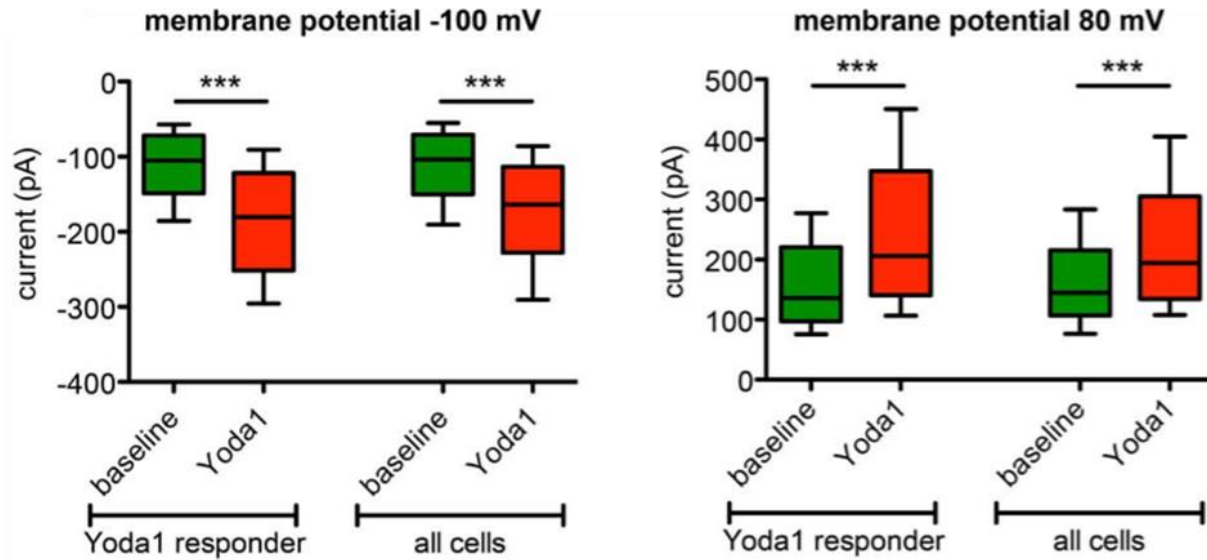 membrane potential -100 mV
***
***
0
-100
-200
-300
-400
current (pA)
baseline
Yoda1
baseline
Yoda1
Yoda1 responder
all cells
membrane potential 80 mV
***
***
500
400
300
200
100
0
current (pA)
baseline
Yoda1
baseline
Yoda1
Yoda1 responder
all cells